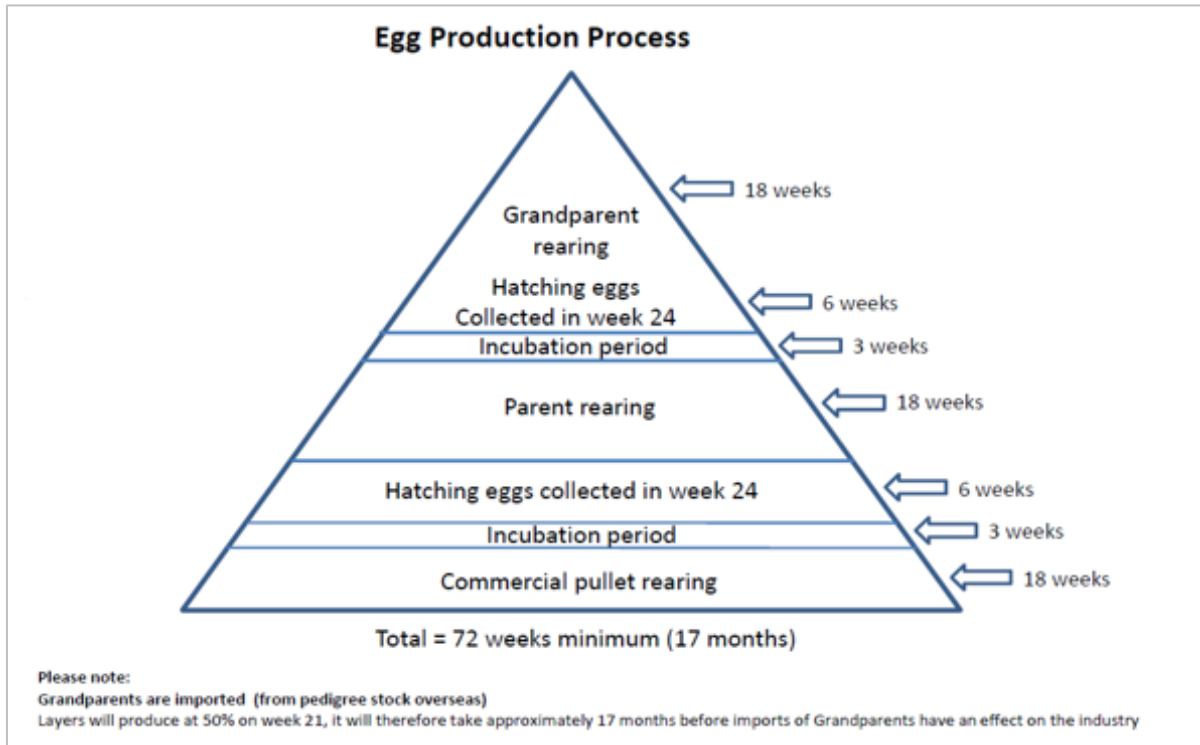 Egg Production Process
18 weeks
Grandparent
rearing
Hatching eggs
Collected in week 24
6 weeks
Incubation period
3 weeks
Parent rearing
18 weeks
Hatching eggs collected in week 24
6 weeks
Incubation period
3 weeks
Commercial pullet rearing
18 weeks
Total = 72 weeks minimum (17 months)
Please note:
Grandparents are imported (from pedigree stock overseas)
Layers will produce at 50% on week 21, it will therefore take approximately 17 months before imports of Grandparents have an effect on the industry